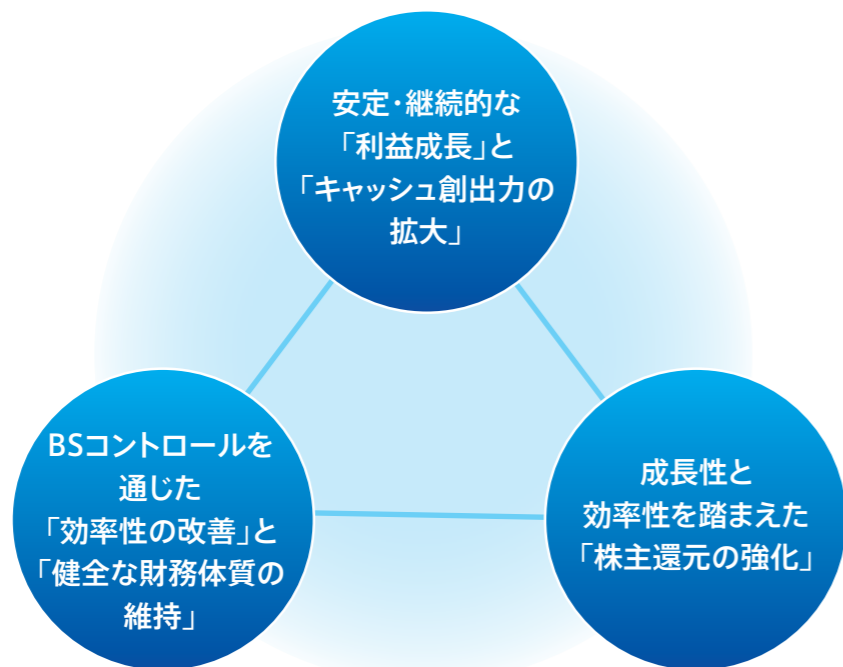 安定・継続的な
「利益成長」と
「キャッシュ創出力の
拡大」
BSコントロールを
通じた
「効率性の改善」と
「健全な財務体質の
維持」
成長性と
効率性を踏まえた
「株主還元の強化」